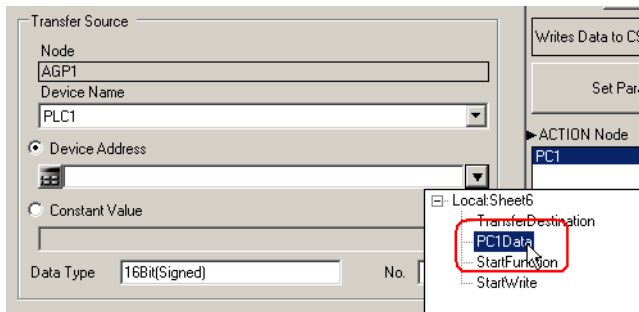 Transfer Source
Node
AGP1
Device Name
PLC1
Device Address
Constant Value
Data Type 16Bit(Signed) No.
Writes Data to CS
Set Par
ACTION Node
PC1
Local:Sheet6
TransferDestination
PC1Data
StartFunction
StartWrite